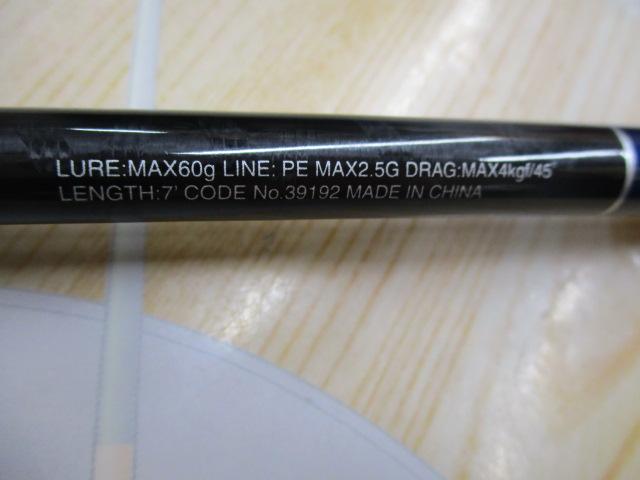 LURE:MAX60g LINE: PE MAX2.5G DRAG:MAX4kgf/45°
LENGTH:7' CODE No.39192 MADE IN CHINA